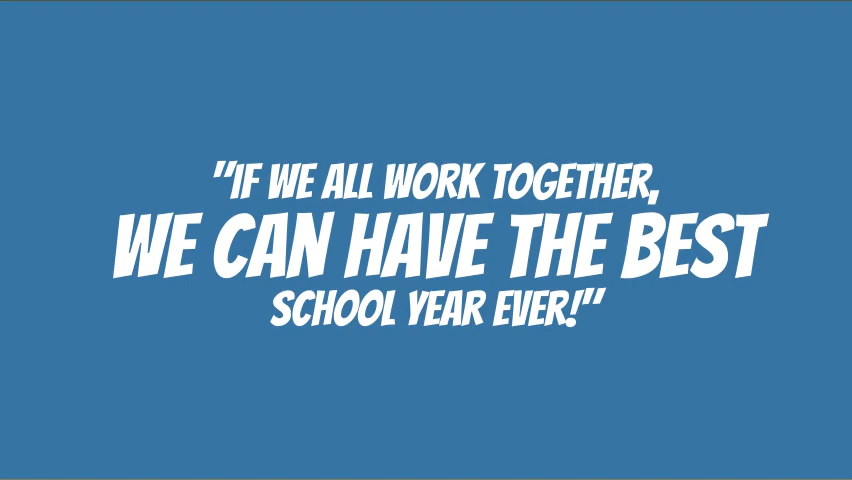 "IF WE ALL WORK TOGETHER,
WE CAN HAVE THE BEST
SCHOOL YEAR EVER!"